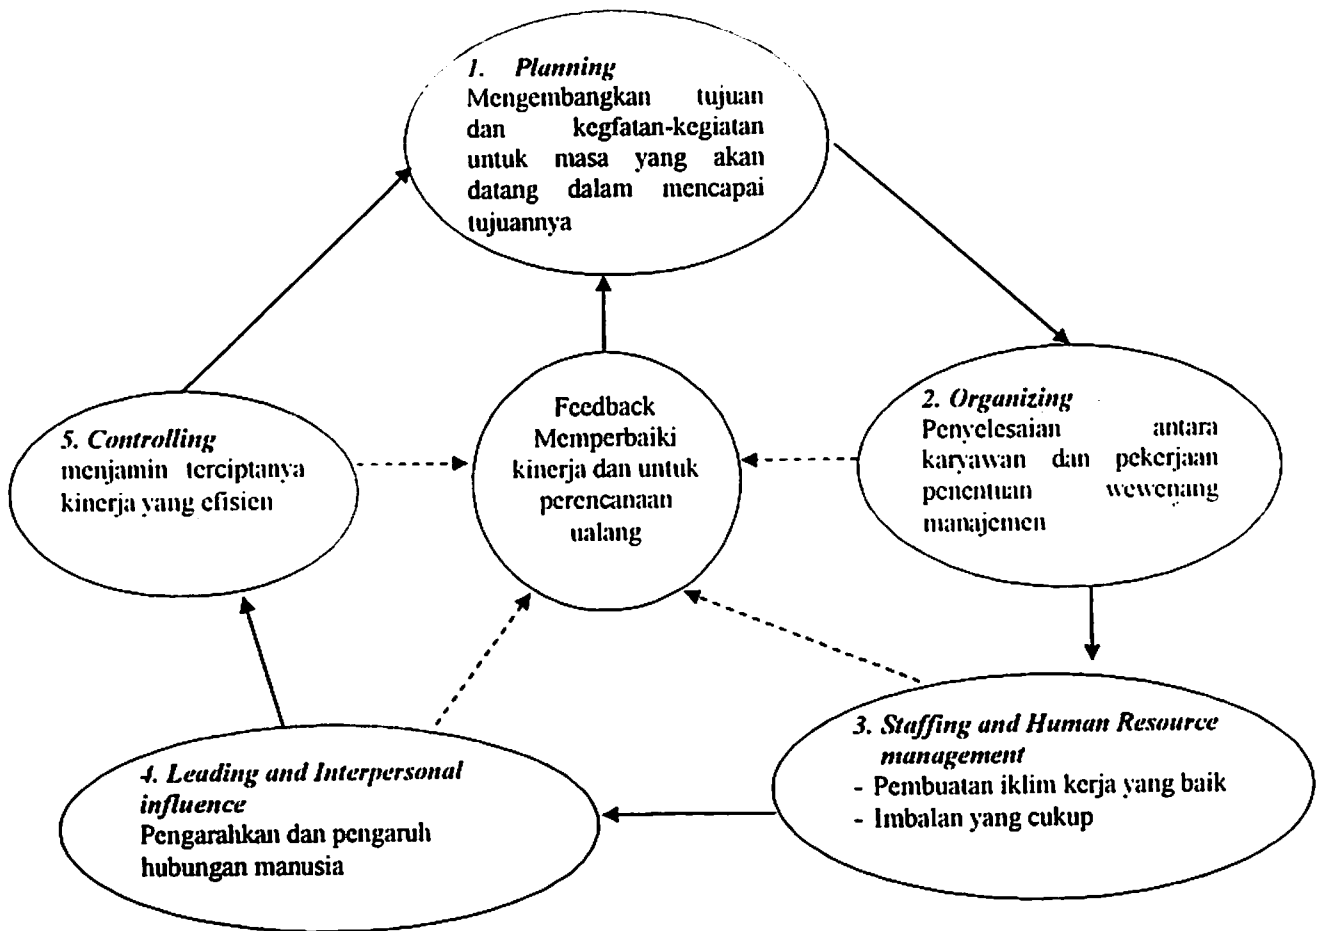 1. Planning
Mengembangkan tujuan
dan kegfatan-kegiatan
untuk masa yang akan
datang dalam mencapai
tujuannya
Feedback
Memperbaiki
kinerja dan untuk
perencanaan
ualang
2. Organizing
Penyelesaian antara
karyawan dan pekerjaan
penentuan wewenang
manajemen
5. Controlling
menjamin terciptanya
kinerja yang efisien
3. Staffing and Human Resource
management
- Pembuatan iklim kerja yang baik
- Imbalan yang cukup
4. Leading and Interpersonal
influence
Pengarahkan dan pengaruh
hubungan manusia